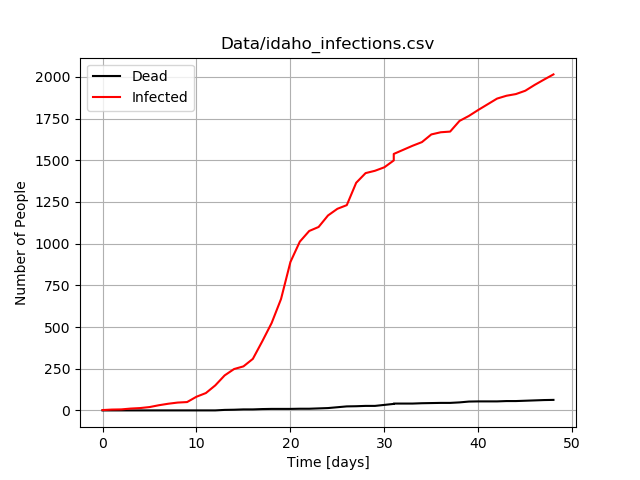 Data/idaho_infections.csv
Dead
Infected
Number of People
2000
1750
1500
1250
1000
750
500
250
0
0 10 20 30 40 50
Time [days]